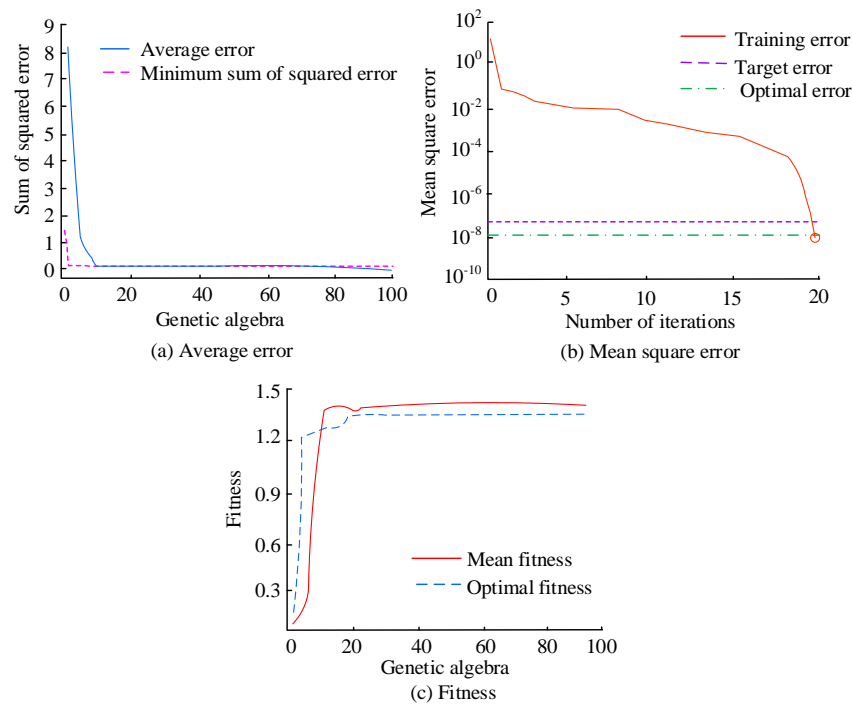 9
8
7
6
5
4
3
2
1
0
Sum of squared error
Average error
Minimum sum of squared error
0 20 40 60 80 100
Genetic algebra
(a) Average error
10²
10⁰
10⁻²
10⁻⁴
10⁻⁶
10⁻⁸
10⁻¹⁰
Mean square error
Training error
Target error
Optimal error
0 5 10 15 20
Number of iterations
(b) Mean square error
1.5
1.2
0.9
0.6
0.3
Fitness
Mean fitness
Optimal fitness
0 20 40 60 80 100
Genetic algebra
(c) Fitness